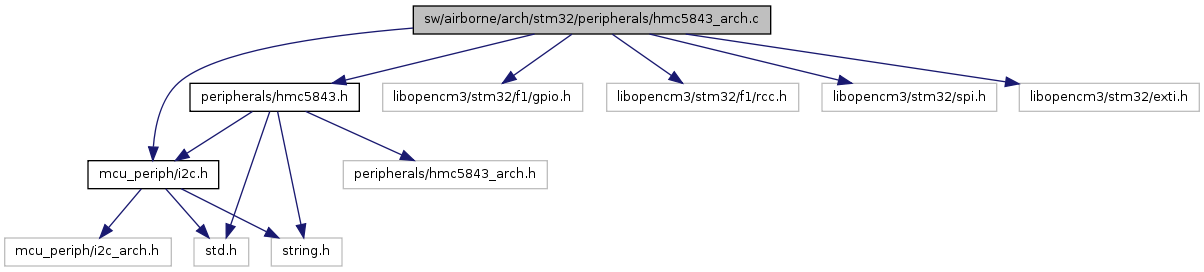 sw/airborne/arch/stm32/peripherals/hmc5843_arch.c
peripherals/hmc5843.h
libopencm3/stm32/f1/gpio.h
libopencm3/stm32/f1/rcc.h
libopencm3/stm32/spi.h
libopencm3/stm32/exti.h
mcu_periph/i2c.h
peripherals/hmc5843_arch.h
mcu_periph/i2c_arch.h
std.h
string.h